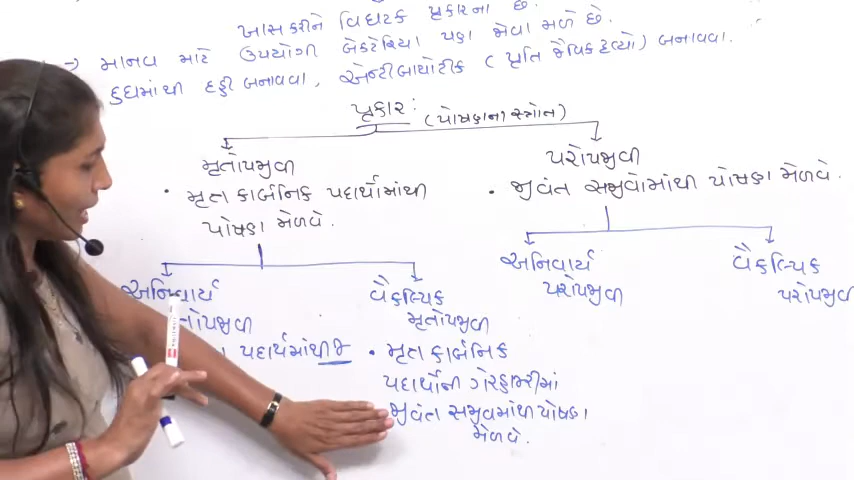 ખાસ કરીને વિઘટક પ્રકારના છે.
→ માનવ માટે ઉપયોગી બેક્ટેરિયા પણ જોવા મળે છે.
દુધમાંથી દહીં બનાવવા, એન્ટીબાયોટીક (પ્રતિ જૈવિક દ્રવ્યો) બનાવવા.
પ્રકાર: (પોષણના સ્ત્રોત)
મૃતોપજીવી
• મૃત કાર્બનિક પદાર્થોમાંથી
પોષણ મેળવે.
પરોપજીવી
• જીવંત સજીવોમાંથી પોષણ મેળવે.
અનિવાર્ય
તોપજીવી
પદાર્થમાંથી જ
વૈકલ્પિક
મૃતોપજીવી
• મૃત કાર્બનિક
પદાર્થોની ગેરહાજરીમાં
જીવંત સજીવમાંથી પોષણ
મેળવે.
અનિવાર્ય
પરોપજીવી
વૈકલ્પિક
પરોપજીવી